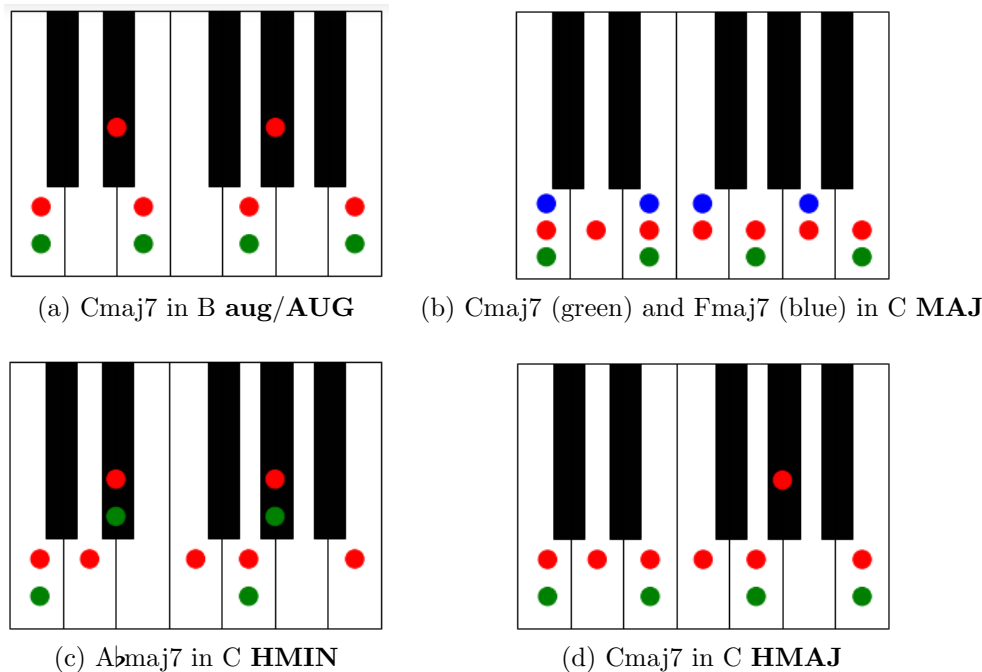 (a) Cmaj7 in B aug/AUG
(b) Cmaj7 (green) and Fmaj7 (blue) in C MAJ
(c) A♭maj7 in C HMIN
(d) Cmaj7 in C HMAJ